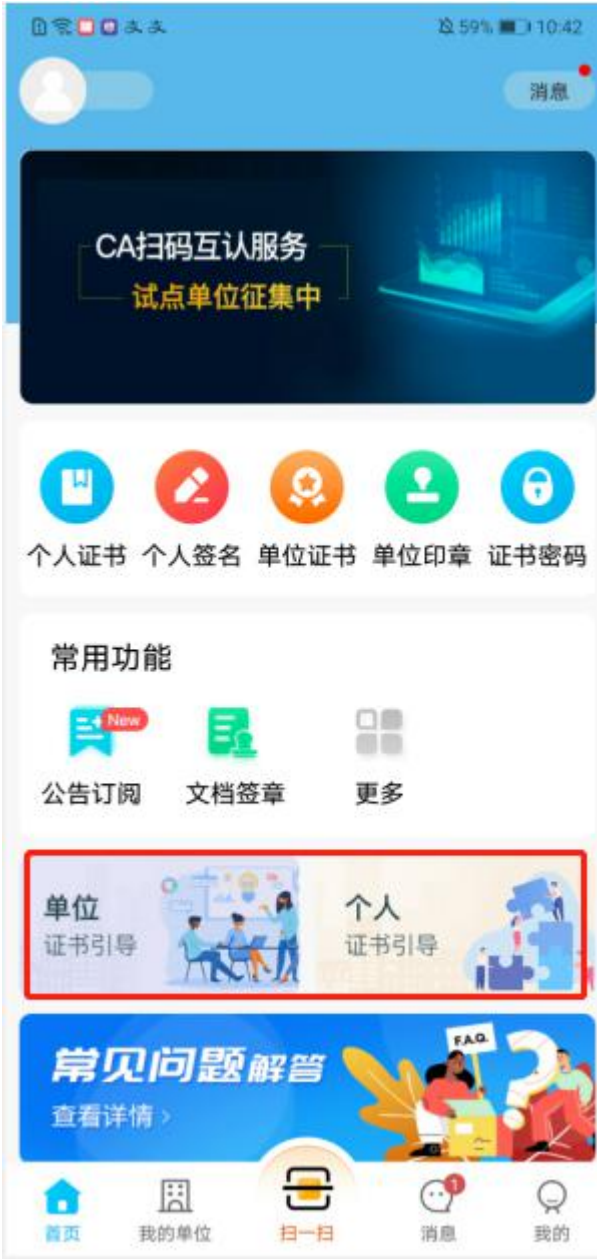 59% 10:42
消息
CA扫码互认服务
试点单位征集中
个人证书 个人签名 单位证书 单位印章 证书密码
常用功能
New
公告订阅 文档签章 更多
单位 个人
证书引导 证书引导
F.A.Q.
常见问题解答
查看详情 >
1
首页 我的单位 扫一扫 消息 我的